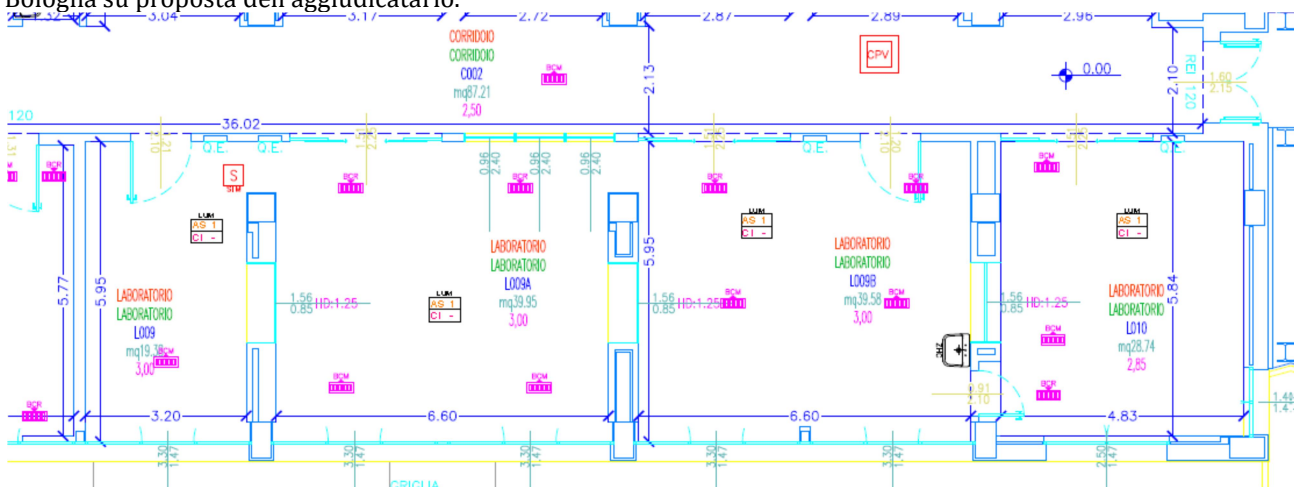 Bologna su proposta dell'aggiudicatario.
3.04
3.17
2.72
2.87
2.89
2.96
CORRIDOIO
CORRIDOIO
C002
mq87.21
2,50
BCM
2.13
CPV
0.00
2.10
REI 120
1.60
2.15
120
36.02
Q.E.
Q.E.
Q.E.
Q.E.
BCR
S
BCR
BCR
BCR
BCM
0.96
2.40
0.96
2.40
0.96
2.40
LUM
AS 1
CI -
LUM
AS 1
CI -
LUM
AS 1
CI -
LUM
AS 1
CI -
5.77
5.95
LABORATORIO
LABORATORIO
L009
3,00
BCM
1.56
0.85
HD:1.25
LABORATORIO
LABORATORIO
L009A
mq39.95
3,00
5.95
1.56
0.85
HD:1.25
BCM
LABORATORIO
LABORATORIO
L009B
mq39.58
3,00
BCM
1.56
0.85
HD:1.25
BCM
LABORATORIO
LABORATORIO
L010
mq28.74
2,85
5.84
BCM
BCM
BCR
BCR
0.91
2.10
3.20
6.60
6.60
4.83
3.30
1.47
3.30
1.47
3.30
1.47
3.30
1.47
2.50
1.47
GRIGLIA